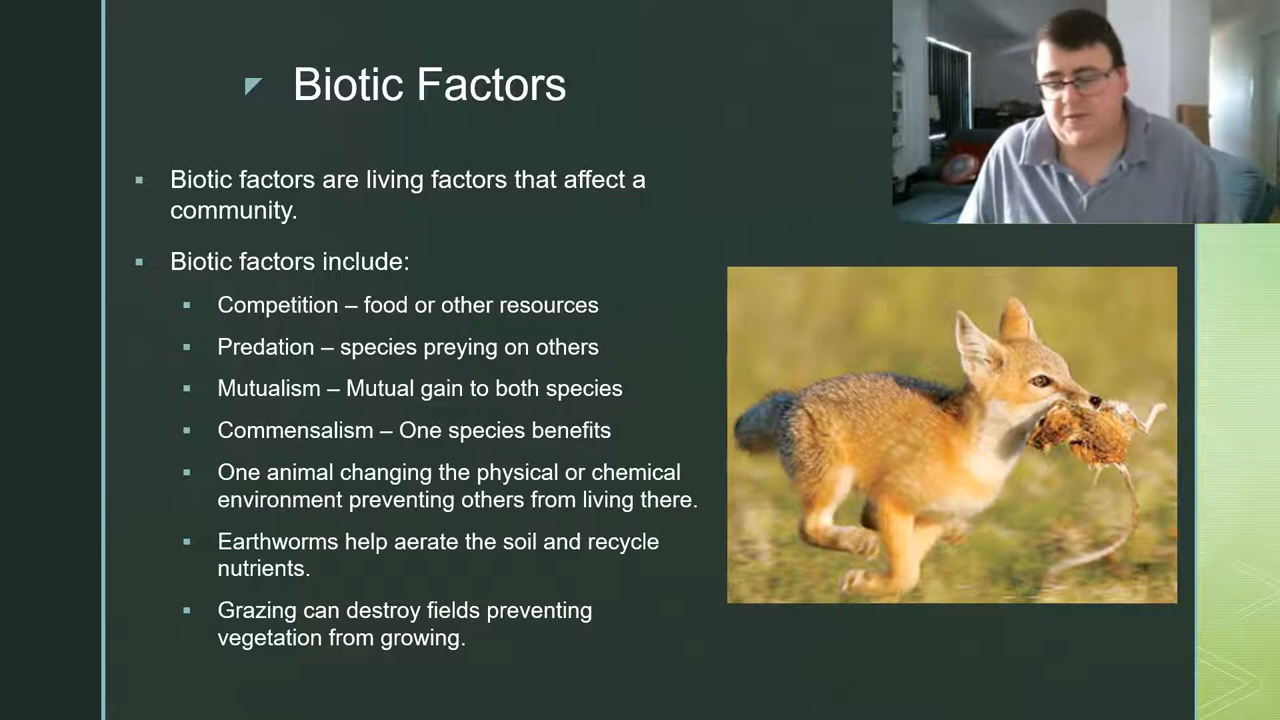 Biotic Factors
Biotic factors are living factors that affect a
community.
Biotic factors include:
Competition – food or other resources
Predation – species preying on others
Mutualism – Mutual gain to both species
Commensalism – One species benefits
One animal changing the physical or chemical
environment preventing others from living there.
Earthworms help aerate the soil and recycle
nutrients.
Grazing can destroy fields preventing
vegetation from growing.